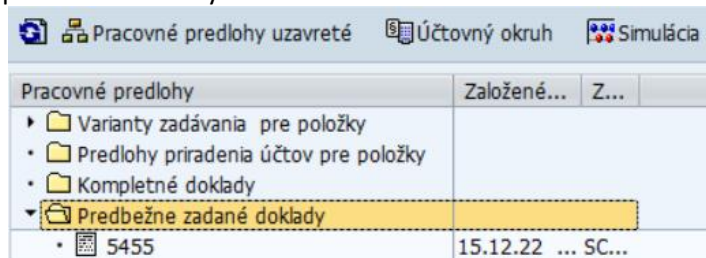 Pracovné predlohy uzavreté Účtovný okruh Simulácia
Pracovné predlohy Založené... Z...
Varianty zadávania pre položky
Predlohy priradenia účtov pre položky
Kompletné doklady
Predbežne zadané doklady
5455 15.12.22 ... SC...